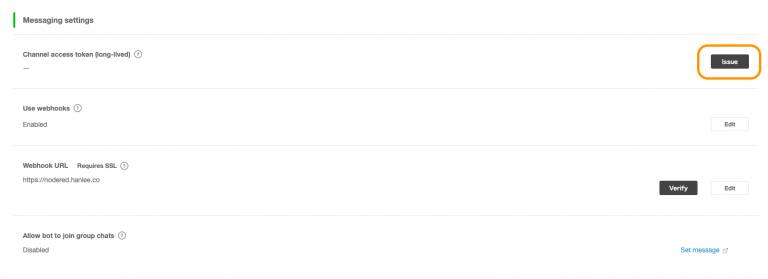 Messaging settings
Channel access token (long-lived) ?
—
Issue
Use webhooks ?
Enabled
Edit
Webhook URL Requires SSL ?
https://nodered.hanlee.co
Verify Edit
Allow bot to join group chats ?
Disabled
Set message